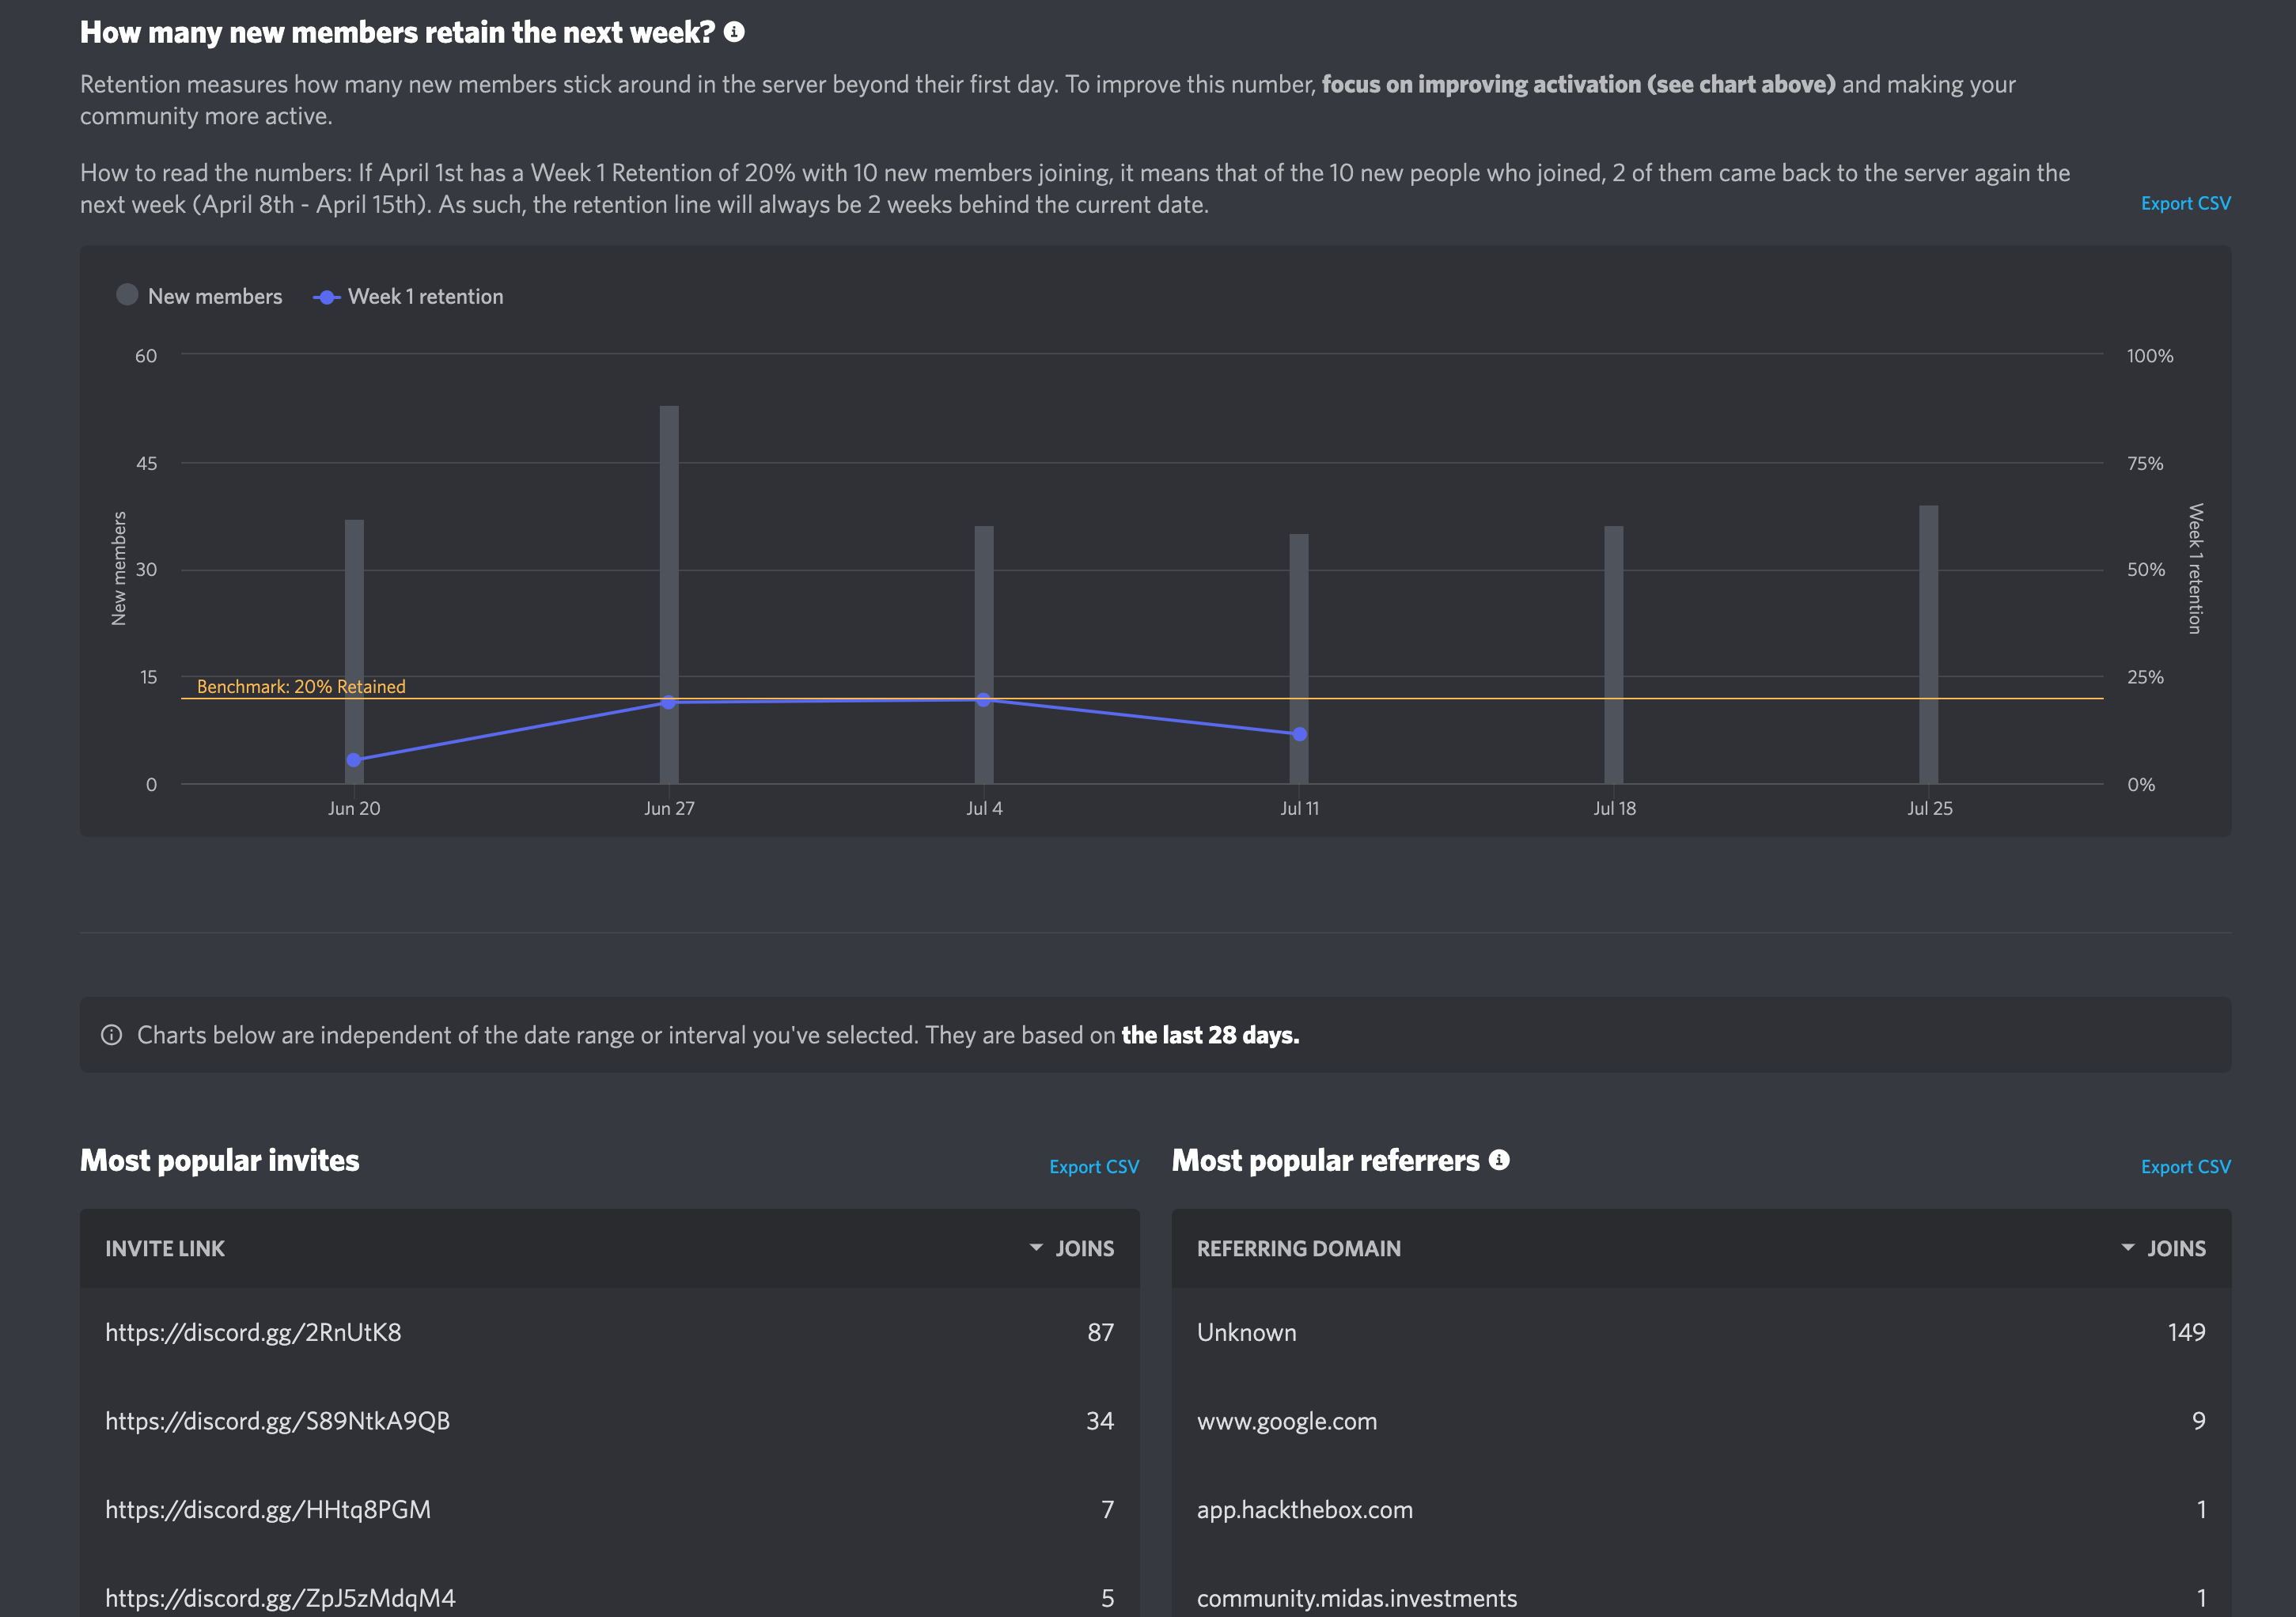 How many new members retain the next week?
Retention measures how many new members stick around in the server beyond their first day. To improve this number, focus on improving activation (see chart above) and making your
community more active.
How to read the numbers: If April 1st has a Week 1 Retention of 20% with 10 new members joining, it means that of the 10 new people who joined, 2 of them came back to the server again the
next week (April 8th - April 15th). As such, the retention line will always be 2 weeks behind the current date.
Export CSV
New members
Week 1 retention
60
100%
45
75%
New members
30
50%
Week 1 retention
15
25%
Benchmark: 20% Retained
0
0%
Jun 20
Jun 27
Jul 4
Jul 11
Jul 18
Jul 25
Charts below are independent of the date range or interval you've selected. They are based on the last 28 days.
Most popular invites
Export CSV
INVITE LINK
JOINS
https://discord.gg/2RnUtK8
87
https://discord.gg/S89NtkA9QB
34
https://discord.gg/HHtq8PGM
7
https://discord.gg/ZpJ5zMdqM4
5
Most popular referrers
Export CSV
REFERRING DOMAIN
JOINS
Unknown
149
www.google.com
9
app.hackthebox.com
1
community.midas.investments
1